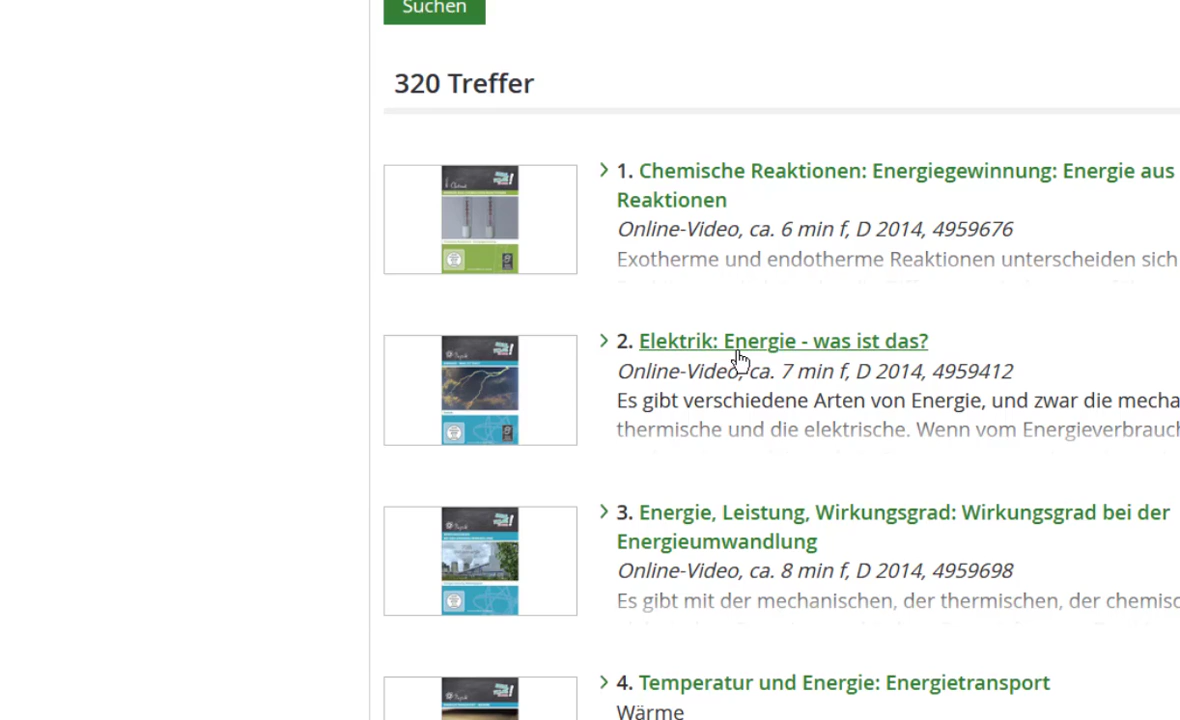 Suchen
320 Treffer
1. Chemische Reaktionen: Energiegewinnung: Energie aus
Reaktionen
Online-Video, ca. 6 min f, D 2014, 4959676
Exotherme und endotherme Reaktionen unterscheiden sich
2. Elektrik: Energie - was ist das?
Online-Video, ca. 7 min f, D 2014, 4959412
Es gibt verschiedene Arten von Energie, und zwar die mecha
thermische und die elektrische. Wenn vom Energieverbrauch
3. Energie, Leistung, Wirkungsgrad: Wirkungsgrad bei der
Energieumwandlung
Online-Video, ca. 8 min f, D 2014, 4959698
Es gibt mit der mechanischen, der thermischen, der chemisc
4. Temperatur und Energie: Energietransport
Wärme